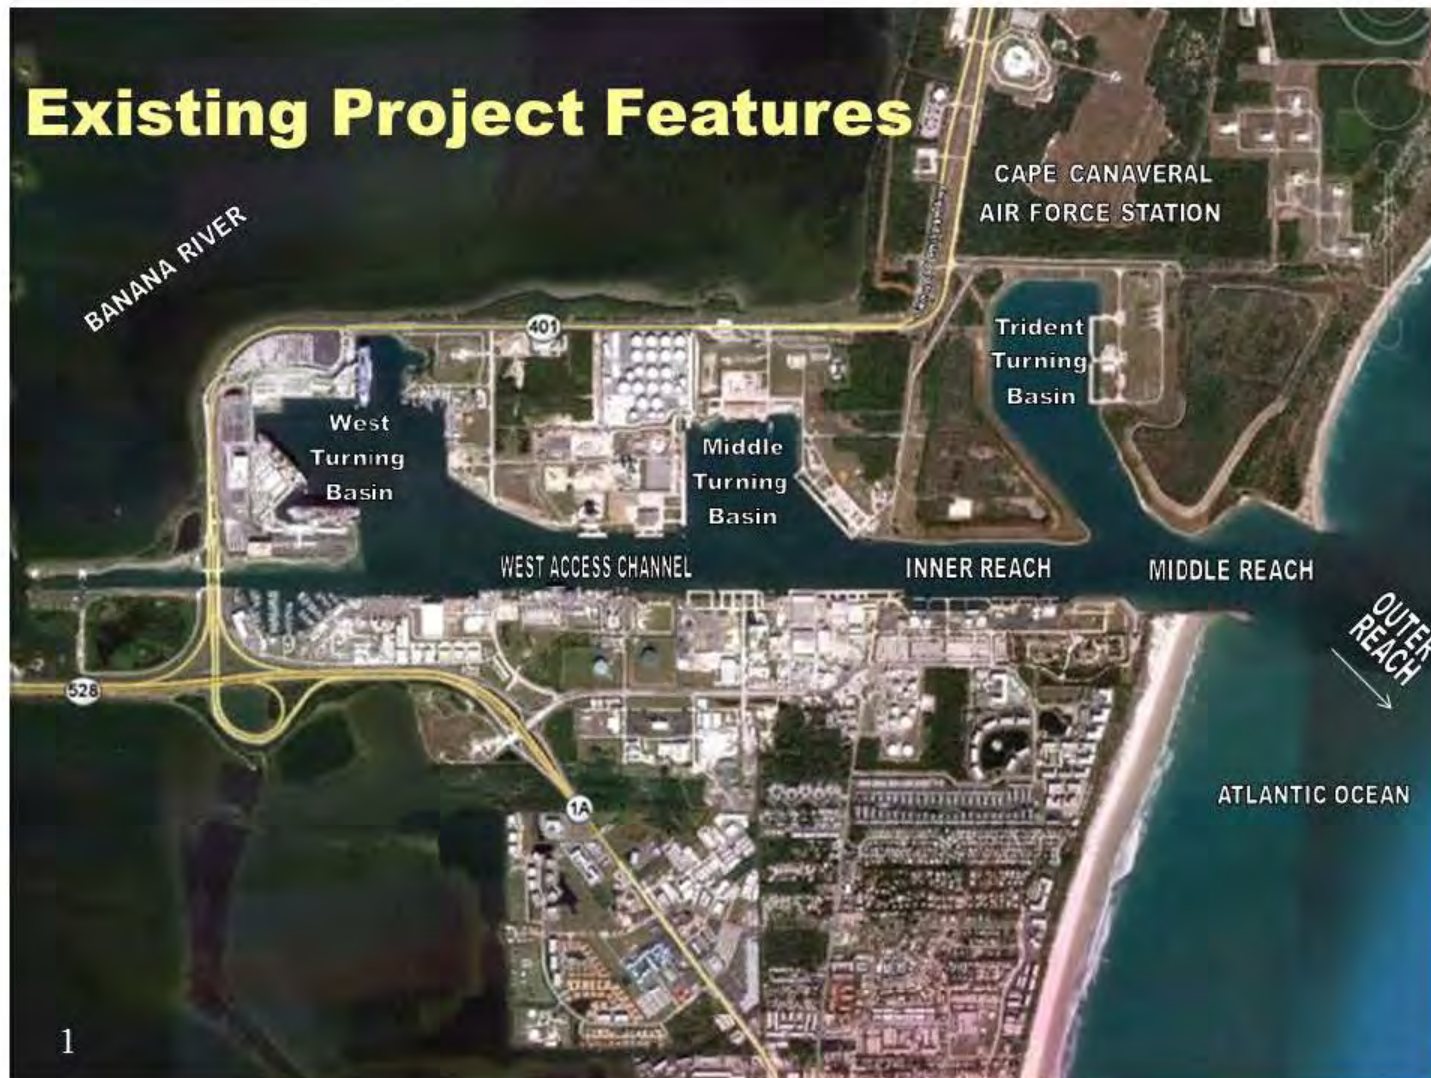 Existing Project Features
CAPE CANAVERAL
AIR FORCE STATION
BANANA RIVER
401
Trident
Turning
Basin
West
Turning
Basin
Middle
Turning
Basin
WEST ACCESS CHANNEL
INNER REACH
MIDDLE REACH
OUTER
REACH
528
ATLANTIC OCEAN
1A
1